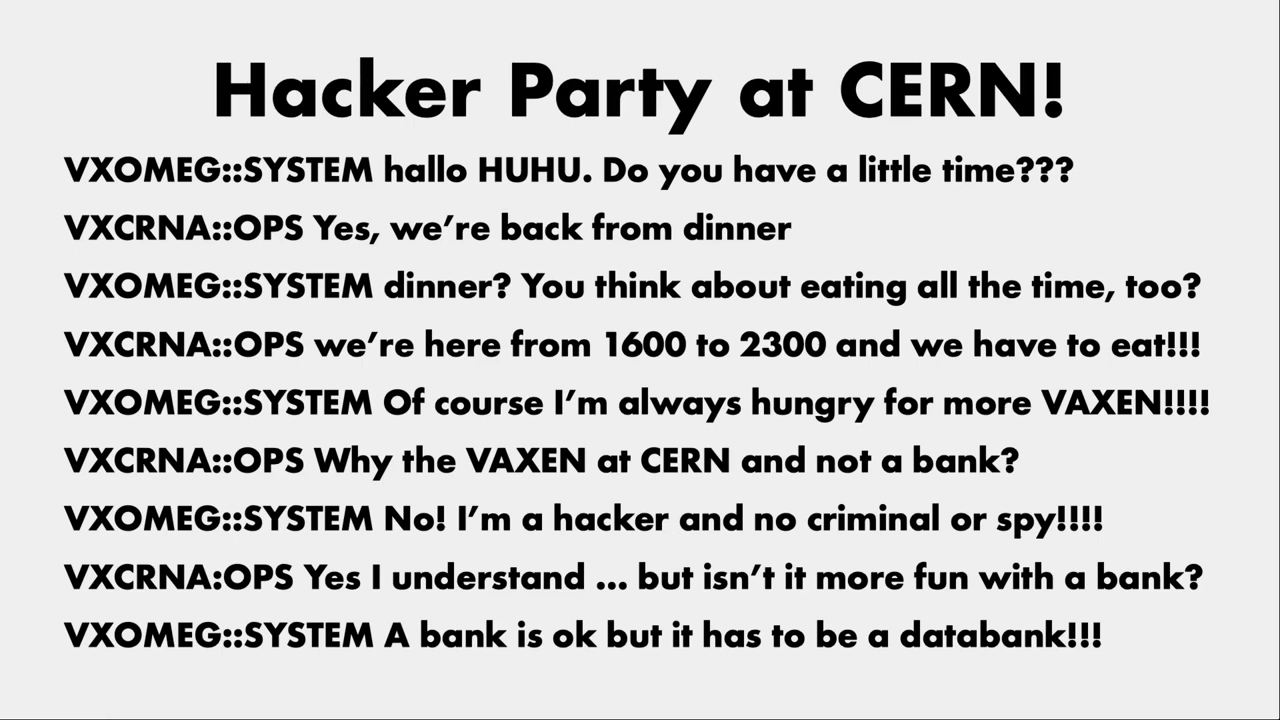 Hacker Party at CERN!
VXOMEG::SYSTEM hallo HUHU. Do you have a little time???
VXCRNA::OPS Yes, we’re back from dinner
VXOMEG::SYSTEM dinner? You think about eating all the time, too?
VXCRNA::OPS we’re here from 1600 to 2300 and we have to eat!!!
VXOMEG::SYSTEM Of course I’m always hungry for more VAXEN!!!!
VXCRNA::OPS Why the VAXEN at CERN and not a bank?
VXOMEG::SYSTEM No! I’m a hacker and no criminal or spy!!!!
VXCRNA:OPS Yes I understand ... but isn’t it more fun with a bank?
VXOMEG::SYSTEM A bank is ok but it has to be a databank!!!